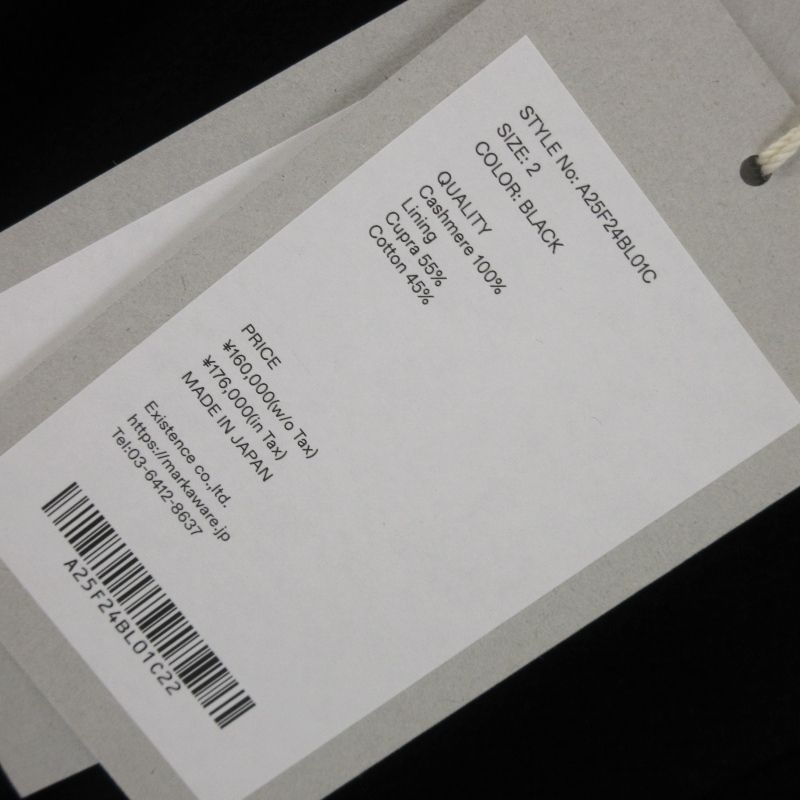 STYLE No: A25F24BL01C
SIZE: 2
COLOR: BLACK
QUALITY
Cashmere 100%
Lining
Cupra 55%
Cotton 45%
PRICE
¥160,000(w/o Tax)
¥176,000(in Tax)
MADE IN JAPAN
Existence co.,ltd.
https://markaware.jp
Tel:03-6412-8637
A25F24BL01C22